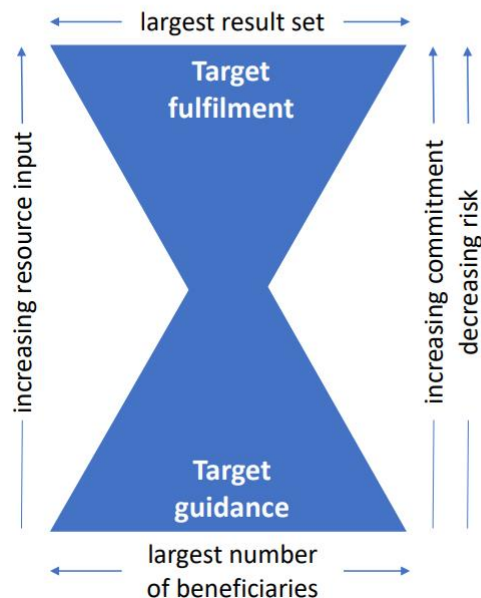 largest result set
Target
fulfilment
increasing resource input
increasing commitment
decreasing risk
Target
guidance
largest number
of beneficiaries